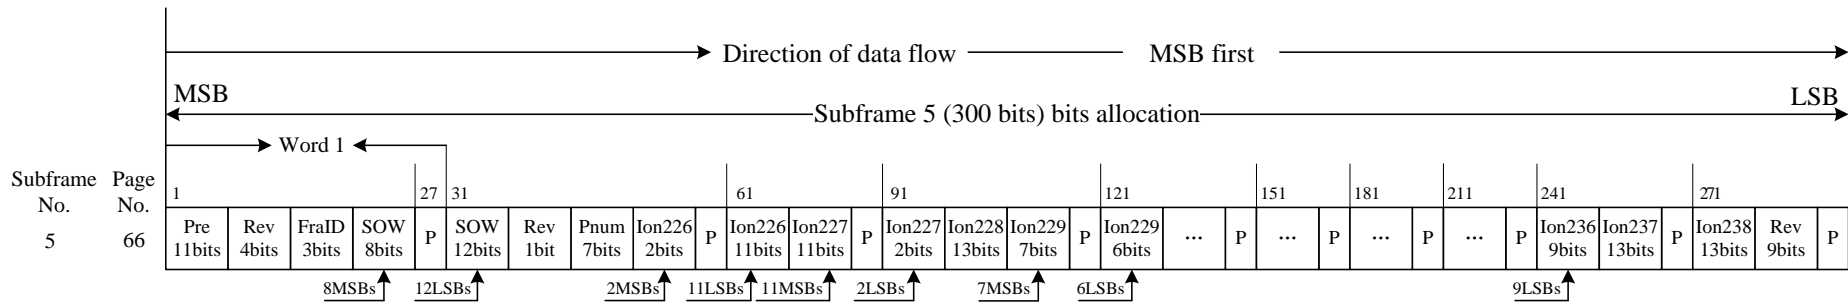 Direction of data flow MSB first
MSB LSB
Subframe 5 (300 bits) bits allocation
Word 1
Subframe No. Page No. 1 27 31 61 91 121 151 181 211 241 271
5 66 Pre 11bits Rev 4bits FraID 3bits SOW 8bits P SOW 12bits Rev 1bit Pnum 7bits Ion226 2bits P Ion226 11bits Ion227 11bits P Ion227 2bits Ion228 13bits Ion229 7bits P Ion229 6bits ... P ... P ... P ... P Ion236 9bits Ion237 13bits P Ion238 13bits Rev 9bits P
8MSBs 12LSBs 2MSBs 11LSBs 11MSBs 2LSBs 7MSBs 6LSBs 9LSBs